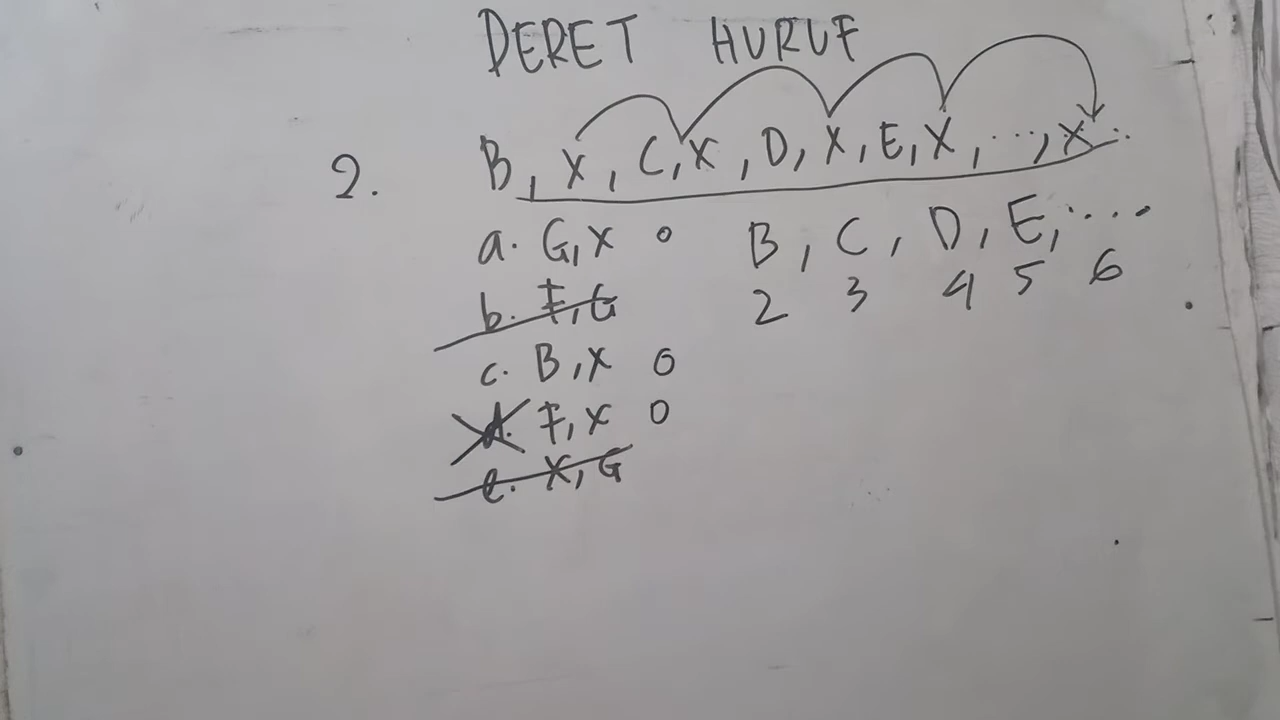 DERET HURUF
2. B, X, C, X, D, X, E, X, ..., X..
a. G, X o B, C, D, E, ....
b. F, G 2 3 4 5 6
c. B, X o
d. F, X o
e. X, G